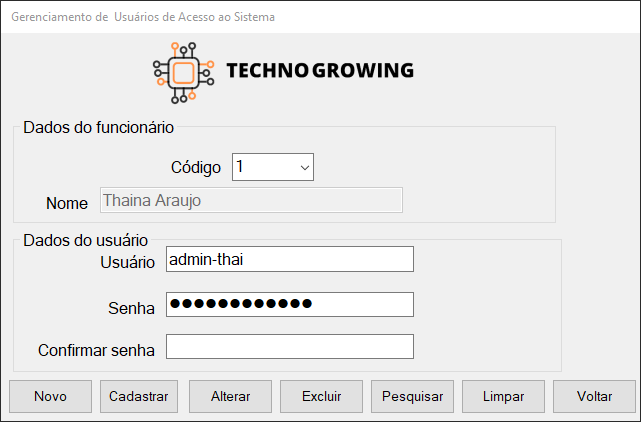 Gerenciamento de  Usuários de Acesso ao Sistema
TECHNOGROWING
Dados do funcionário
Código 1
Nome Thaina Araujo
Dados do usuário
Usuário admin-thai
Senha ●●●●●●●●●●●●
Confirmar senha
Novo Cadastrar Alterar Excluir Pesquisar Limpar Voltar